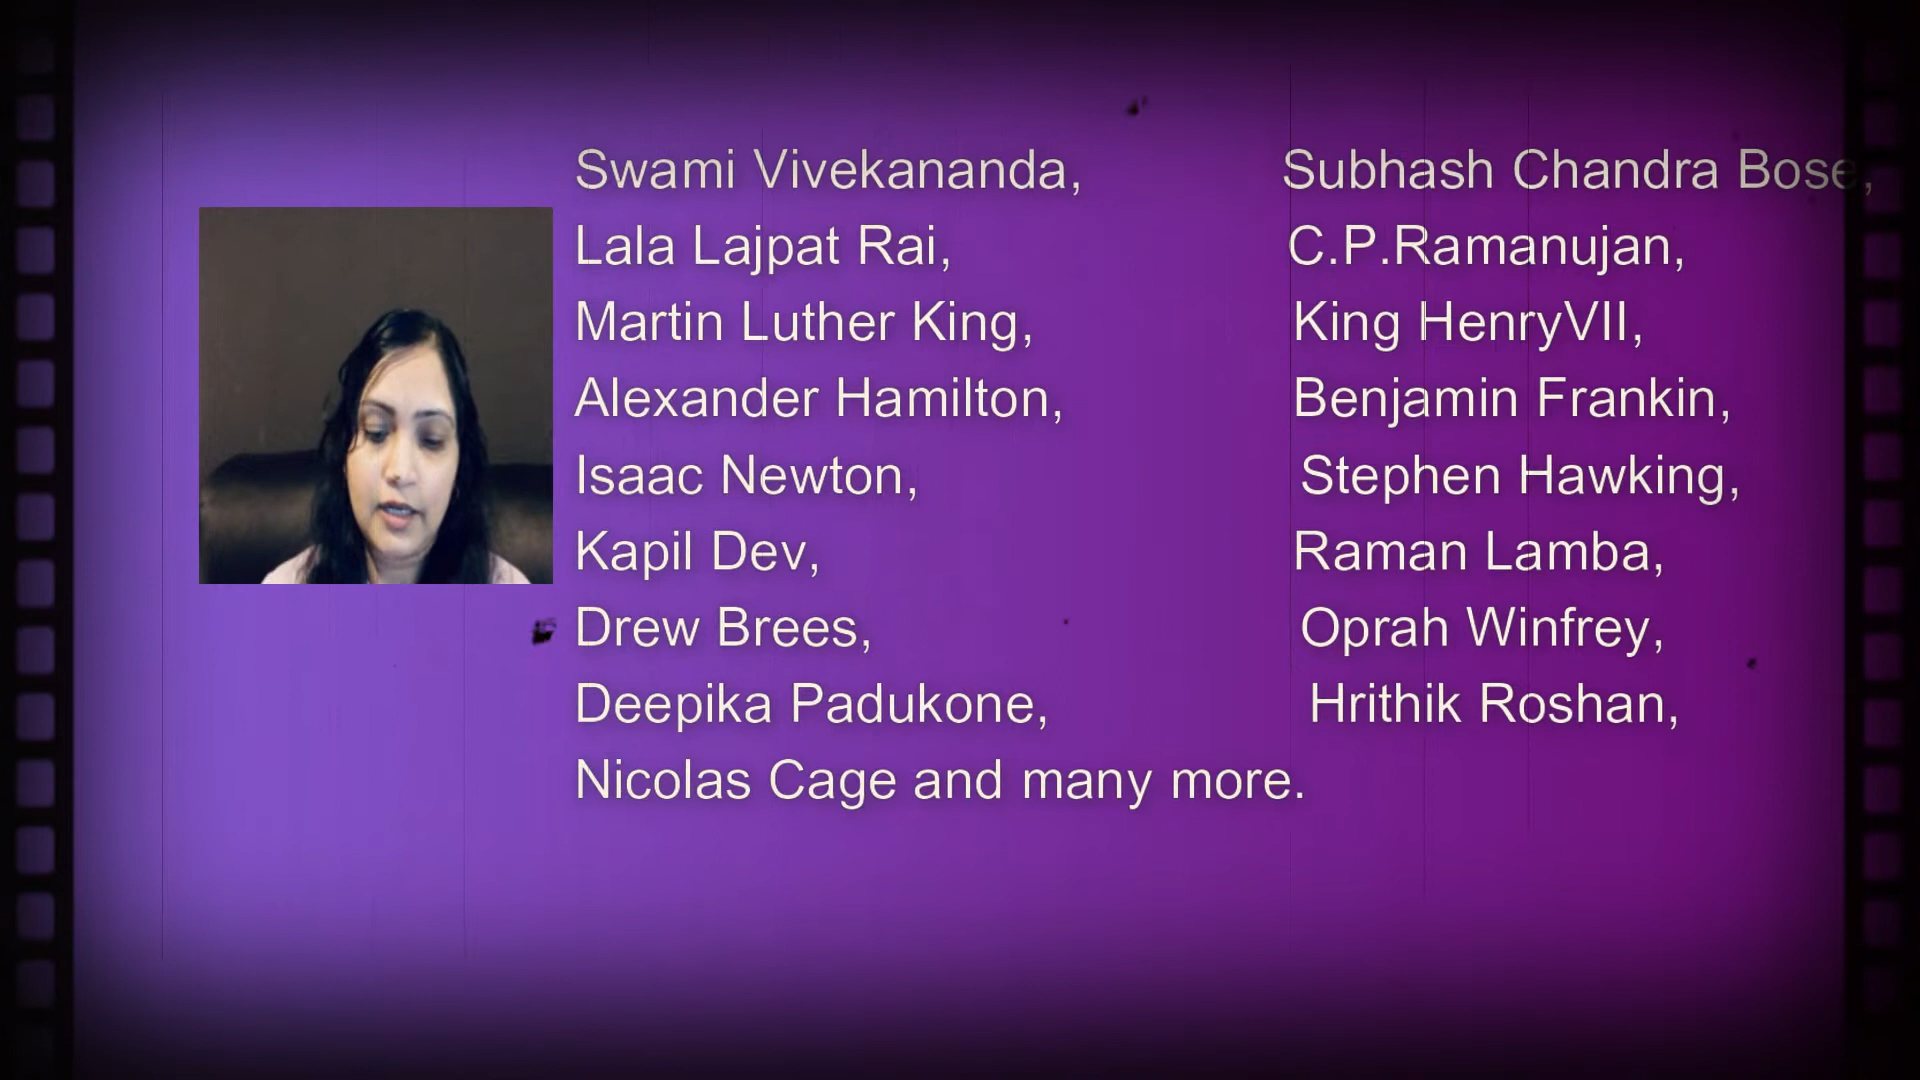 Swami Vivekananda, Subhash Chandra Bose,
Lala Lajpat Rai, C.P.Ramanujan,
Martin Luther King, King HenryVII,
Alexander Hamilton, Benjamin Frankin,
Isaac Newton, Stephen Hawking,
Kapil Dev, Raman Lamba,
Drew Brees, Oprah Winfrey,
Deepika Padukone, Hrithik Roshan,
Nicolas Cage and many more.